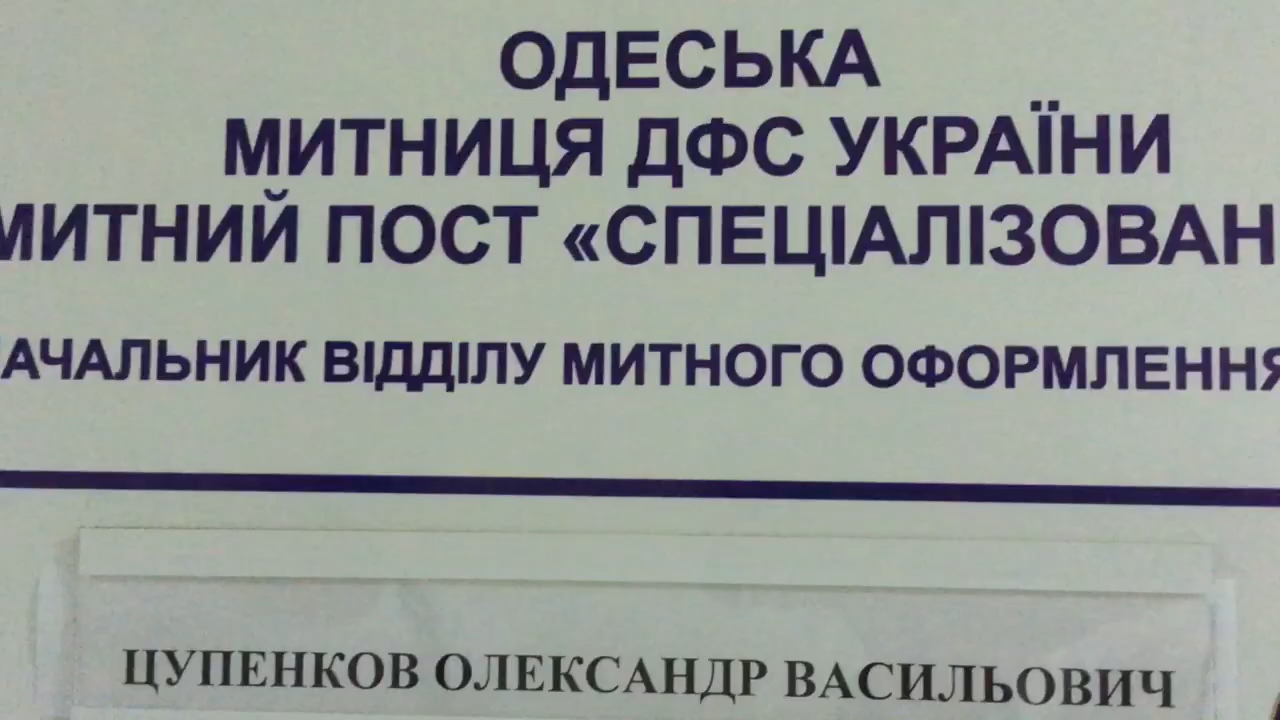 ОДЕСЬКА
МИТНИЦЯ ДФС УКРАЇНИ
МИТНИЙ ПОСТ «СПЕЦІАЛІЗОВАН
АЧАЛЬНИК ВІДДІЛУ МИТНОГО ОФОРМЛЕННЯ
ЦУПЕНКОВ ОЛЕКСАНДР ВАСИЛЬОВИЧ